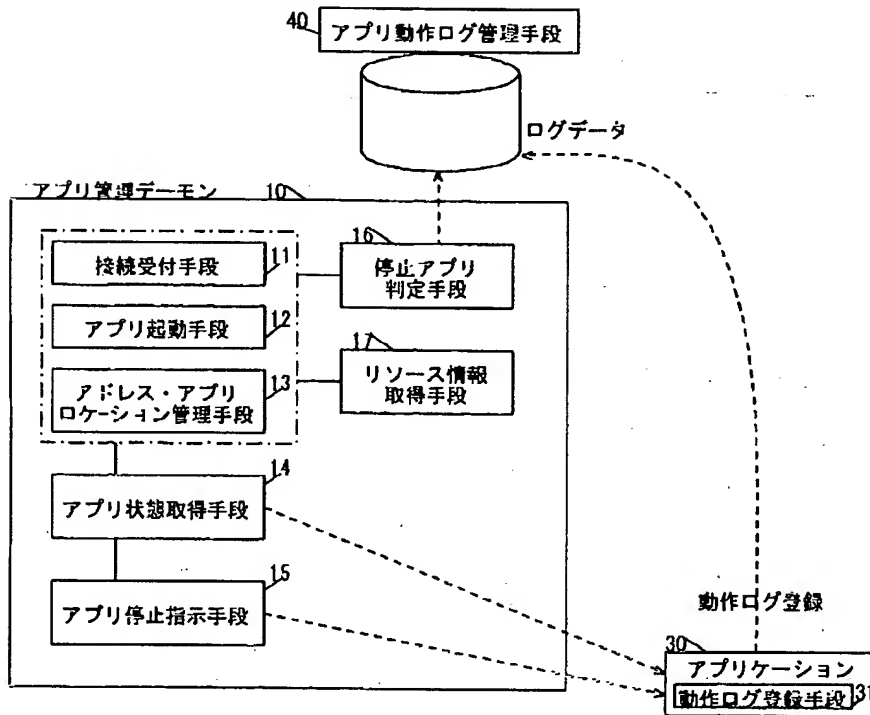 40
アプリ動作ログ管理手段
ログデータ
アプリ管理デーモン
10
接続受付手段
11
アプリ起動手段
12
アドレス・アプリ
ロケーション管理手段
13
アプリ状態取得手段
14
アプリ停止指示手段
15
16
停止アプリ
判定手段
17
リソース情報
取得手段
動作ログ登録
30
アプリケーション
動作ログ登録手段
31